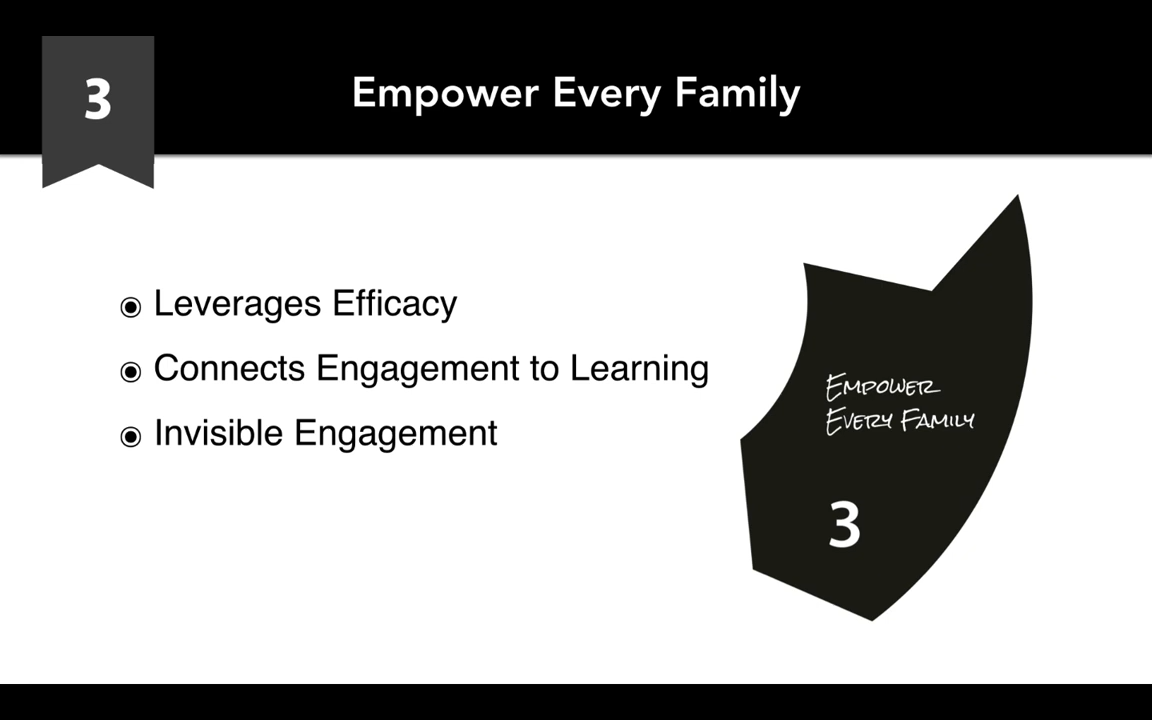 3
Empower Every Family
Leverages Efficacy
Connects Engagement to Learning
Invisible Engagement
Empower
Every Family
3